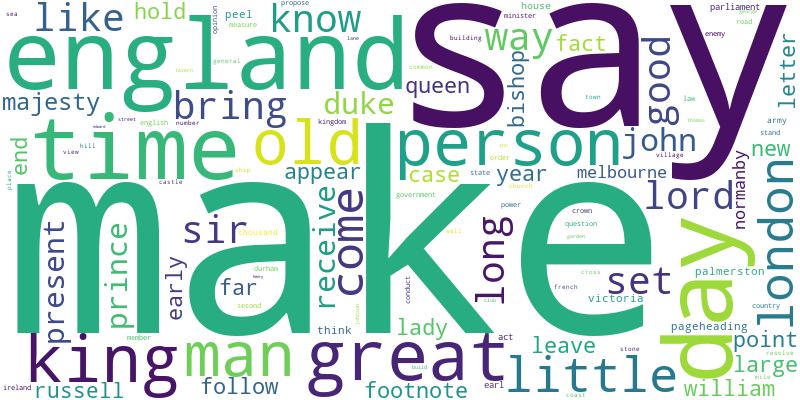 sea
like
hold
peel
opinion
propose
minister
house
parliament
george
road
measure
know
building
way
fact
enemy
england
say
general
lane
tavern
common
town
good
letter
majesty
bring
duke
queen
bishop
law
army
street
number
english
kingdom
stand
thames
time
old
person
john
new
end
view
hill
appear
case
order
year
village
melbourne
place
castle
ship
state
normanby
london
make
government
church
power
lord
sir
come
long
crown
day
present
prince
early
receive
thousand
wall
question
garden
far
durham
henry
second
conduct
french
cross
set
palmerston
victoria
country
club
johnson
think
lady
act
pageheading
member
leave
stone
point
resolve
king
man
great
little
large
mile
build
ireland
russell
follow
footnote
earl
coast
william